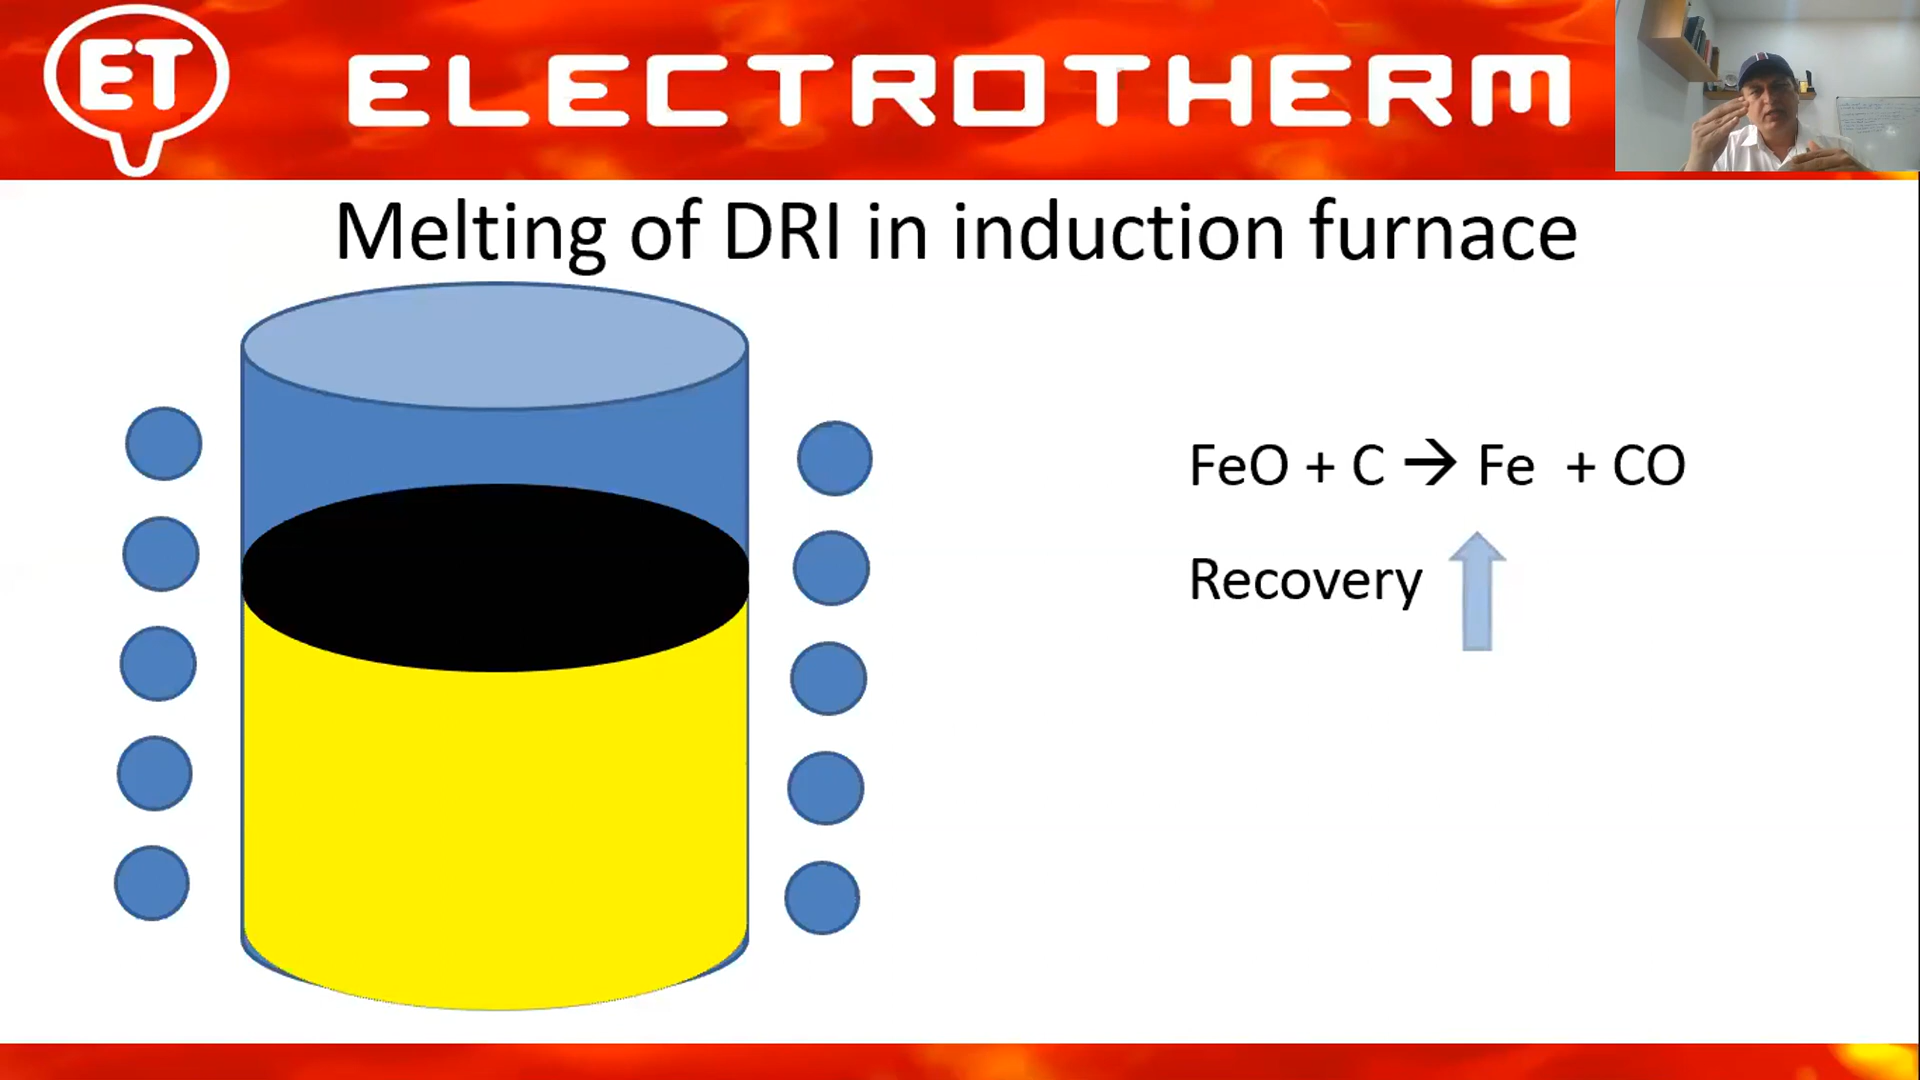 ET
ELECTROTHERM
Melting of DRI in induction furnace
FeO + C → Fe + CO
Recovery